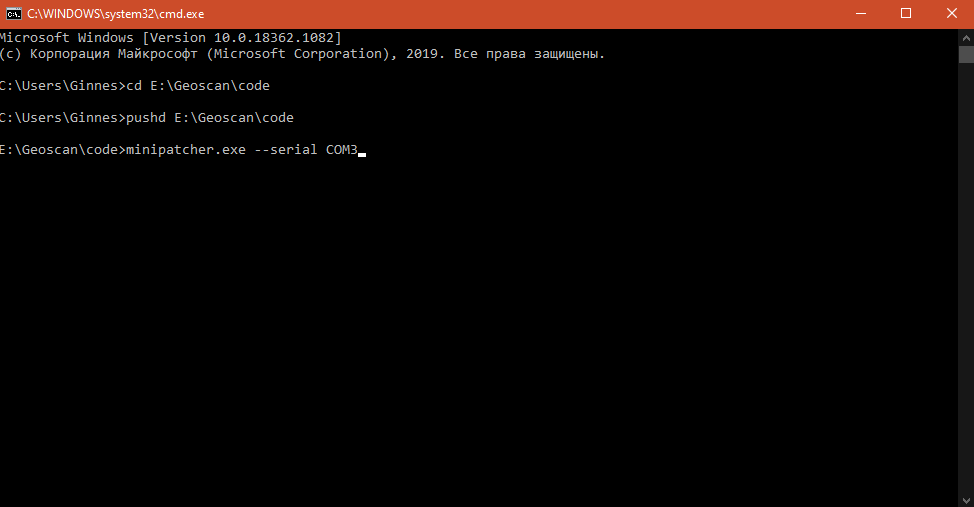 C:\WINDOWS\system32\cmd.exe
Microsoft Windows [Version 10.0.18362.1082]
(c) Корпорация Майкрософт (Microsoft Corporation), 2019. Все права защищены.
C:\Users\Ginnes>cd E:\Geoscan\code
C:\Users\Ginnes>pushd E:\Geoscan\code
E:\Geoscan\code>minipatcher.exe --serial COM3